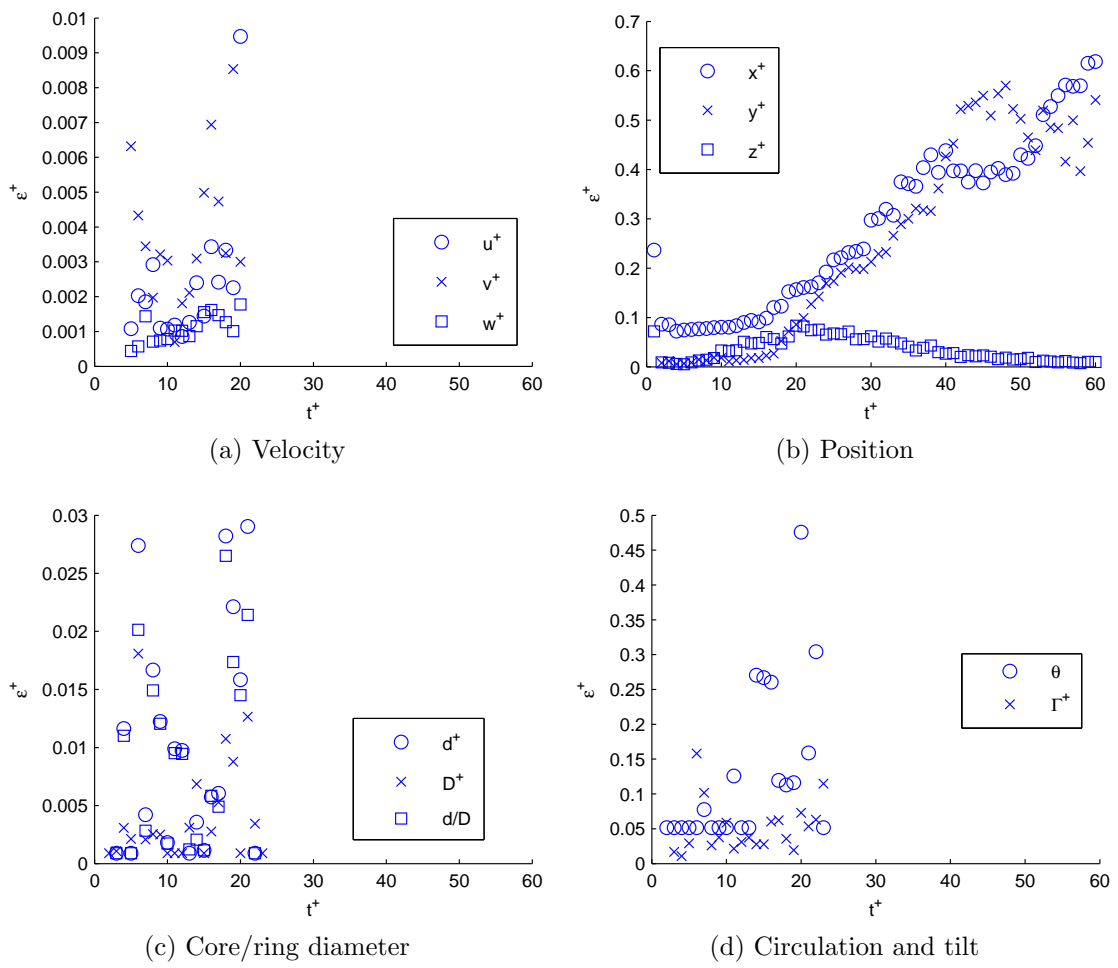 0.01
0.009
0.008
0.007
0.006
0.005
0.004
0.003
0.002
0.001
0
ε+
0 10 20 30 40 50 60
t+
u+
v+
w+
(a) Velocity
0.7
0.6
0.5
0.4
0.3
0.2
0.1
0
ε+
0 10 20 30 40 50 60
t+
x+
y+
z+
(b) Position
0.03
0.025
0.02
0.015
0.01
0.005
0
ε+
0 10 20 30 40 50 60
t+
d+
D+
d/D
(c) Core/ring diameter
0.5
0.45
0.4
0.35
0.3
0.25
0.2
0.15
0.1
0.05
0
ε+
0 10 20 30 40 50 60
t+
θ
Γ+
(d) Circulation and tilt